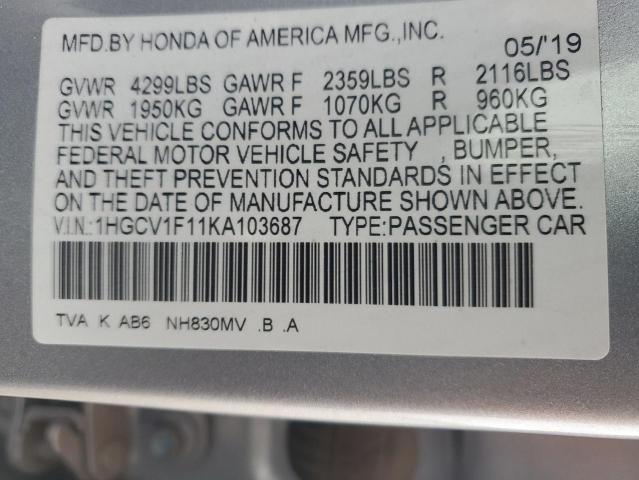 MFD.BY HONDA OF AMERICA MFG.,INC. 05/'19
GVWR 4299LBS GAWR F 2359LBS R 2116LBS
GVWR 1950KG GAWR F 1070KG R 960KG
THIS VEHICLE CONFORMS TO ALL APPLICABLE
FEDERAL MOTOR VEHICLE SAFETY , BUMPER,
AND THEFT PREVENTION STANDARDS IN EFFECT
ON THE DATE OF MANUFACTURE SHOWN ABOVE.
V.I.N.:1HGCV1F11KA103687 TYPE:PASSENGER CAR
TVA K AB6 NH830MV .B .A